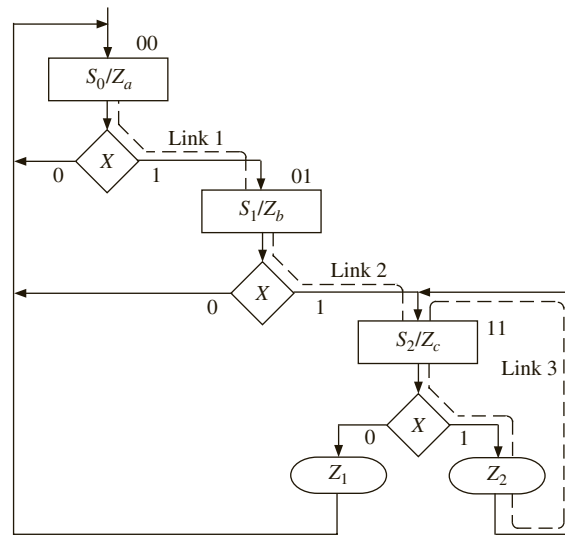 00
S0/Za
Link 1
X
0 1
01
S1/Zb
Link 2
X
0 1
11
S2/Zc
Link 3
X
0 1
Z1 Z2